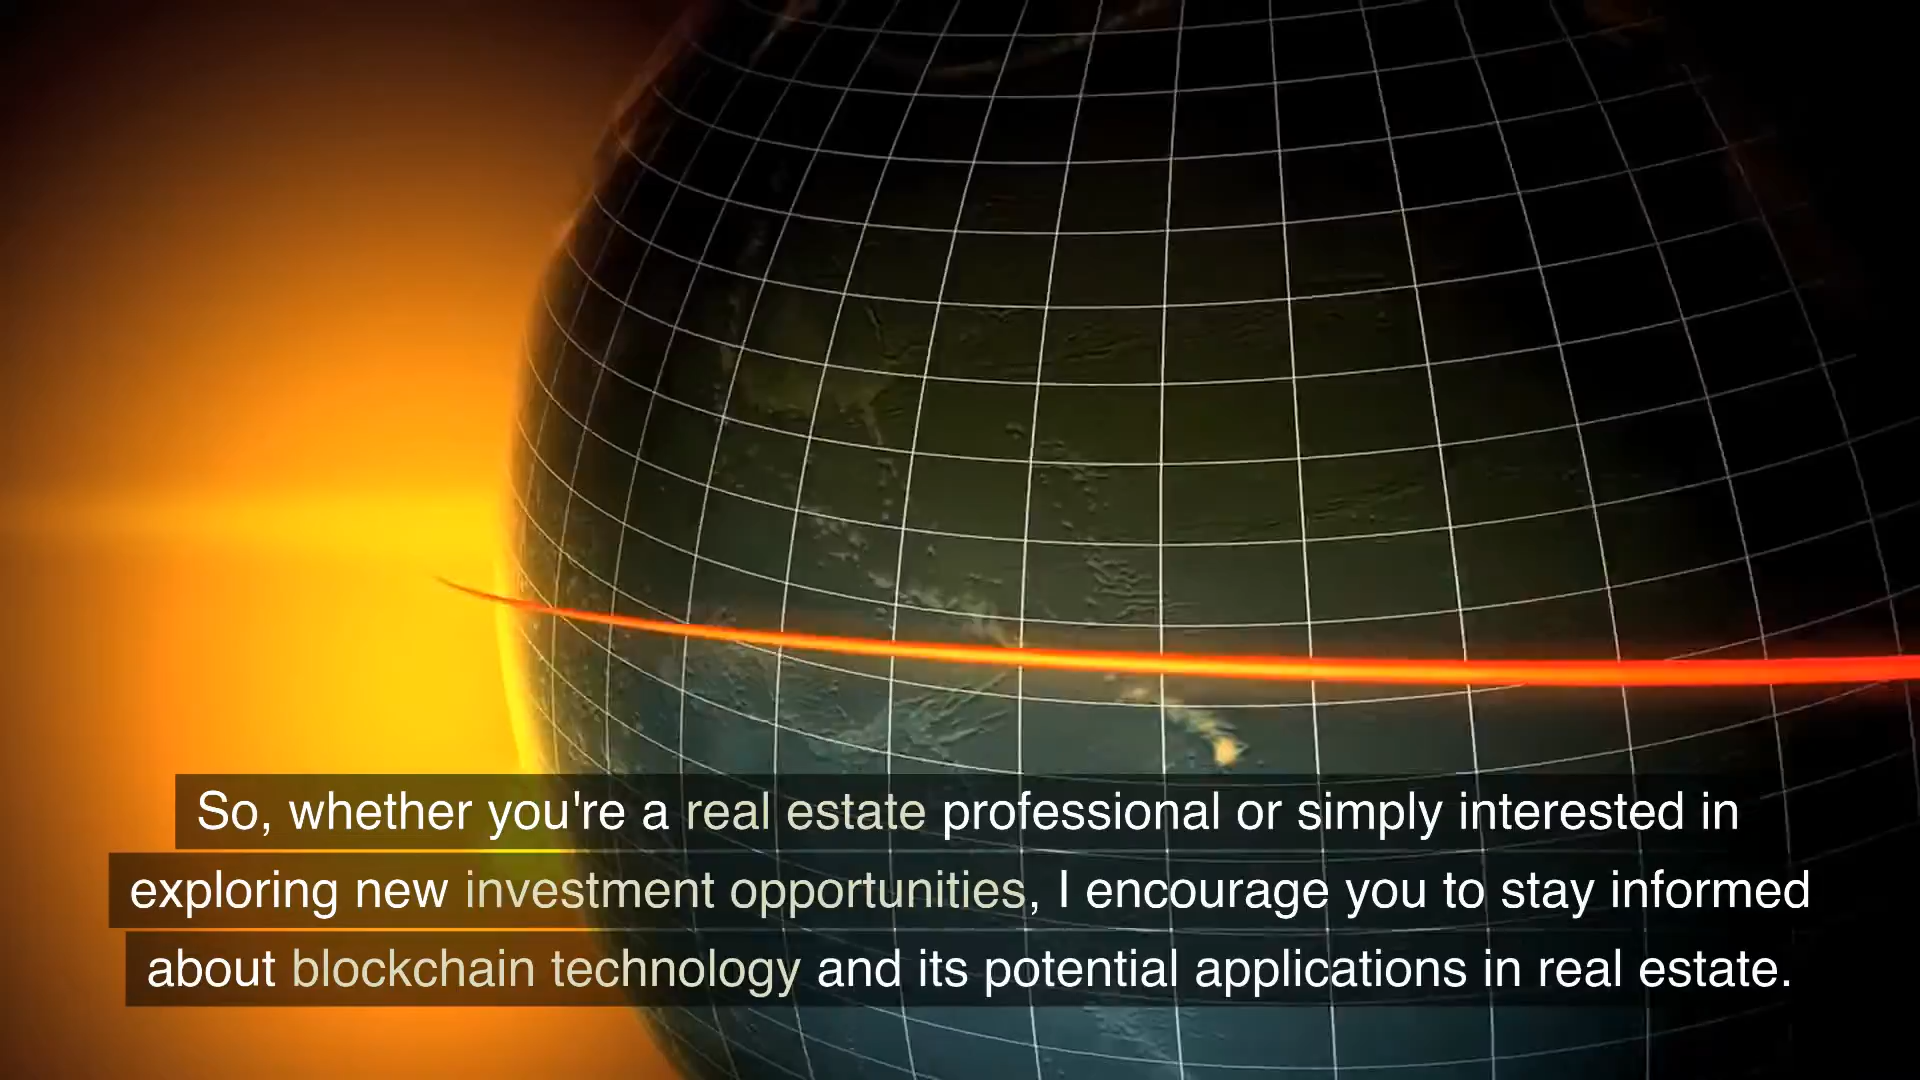 So, whether you're a real estate professional or simply interested in
exploring new investment opportunities, I encourage you to stay informed
about blockchain technology and its potential applications in real estate.